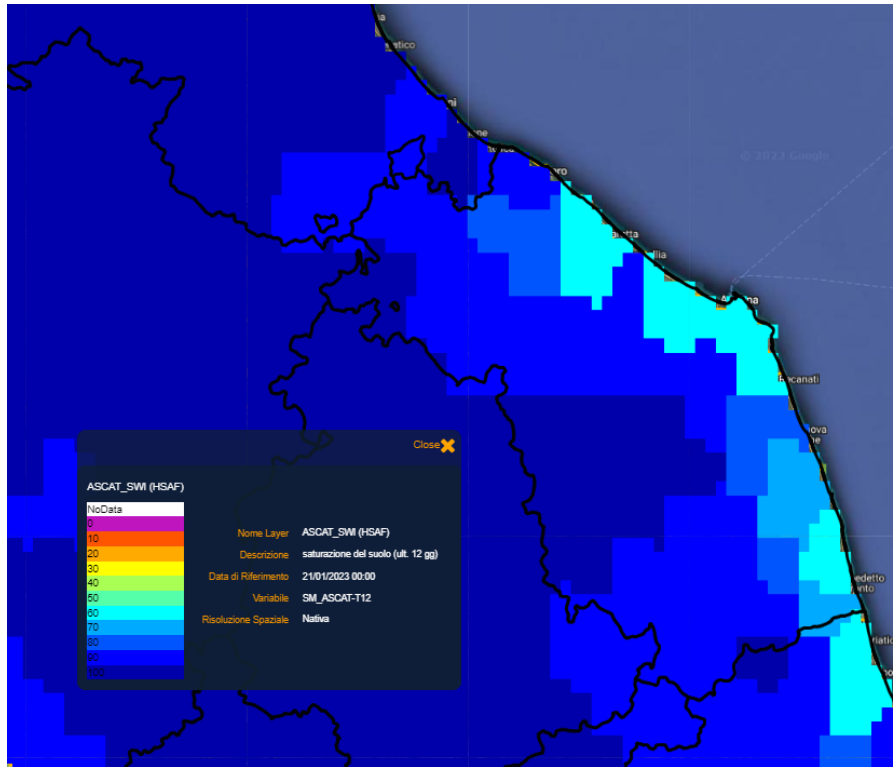 © 2022 Google
Recanati
Close
ASCAT_SWI (HSAF)
NoData
0
10
20
30
40
50
60
70
80
90
100
Nome Layer ASCAT_SWI (HSAF)
Descrizione saturazione del suolo (ult. 12 gg)
Data di Riferimento 21/01/2023 00:00
Variabile SM_ASCAT-T12
Risoluzione Spaziale Nativa